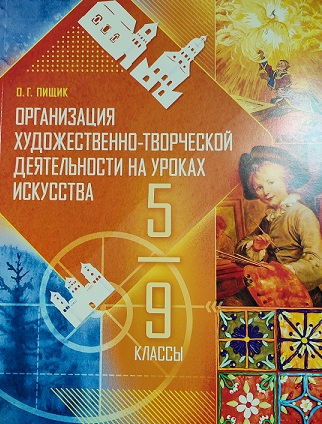 О. Г. ПИЩИК
ОРГАНИЗАЦИЯ
ХУДОЖЕСТВЕННО-ТВОРЧЕСКОЙ
ДЕЯТЕЛЬНОСТИ НА УРОКАХ
ИСКУССТВА
5
9
КЛАССЫ